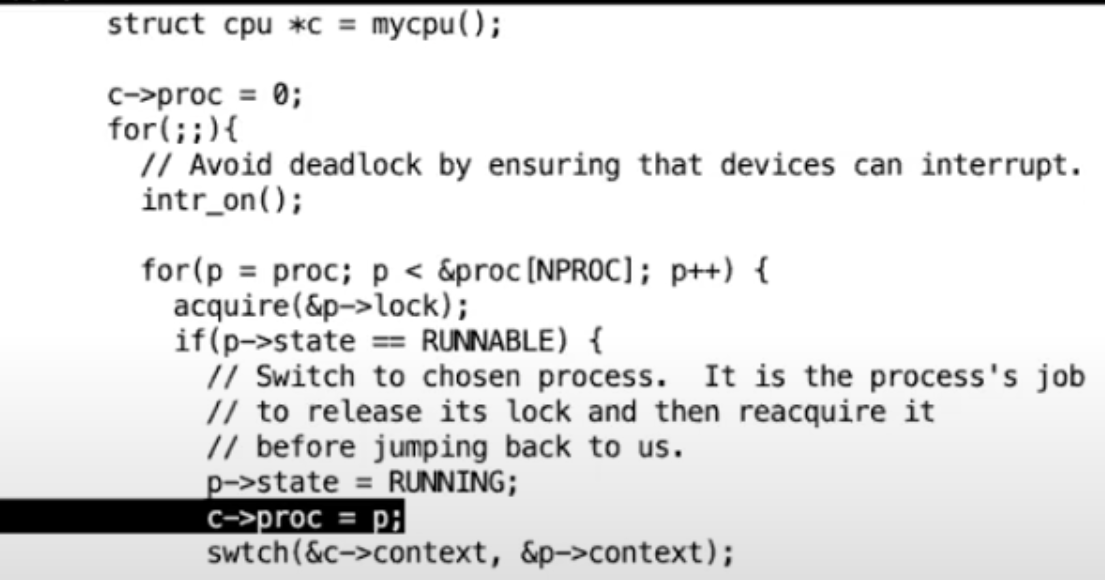 struct cpu *c = mycpu();
c->proc = 0;
for(;;){
// Avoid deadlock by ensuring that devices can interrupt.
intr_on();
for(p = proc; p < &proc[NPROC]; p++) {
acquire(&p->lock);
if(p->state == RUNNABLE) {
// Switch to chosen process.  It is the process's job
// to release its lock and then reacquire it
// before jumping back to us.
p->state = RUNNING;
c->proc = p;
swtch(&c->context, &p->context);